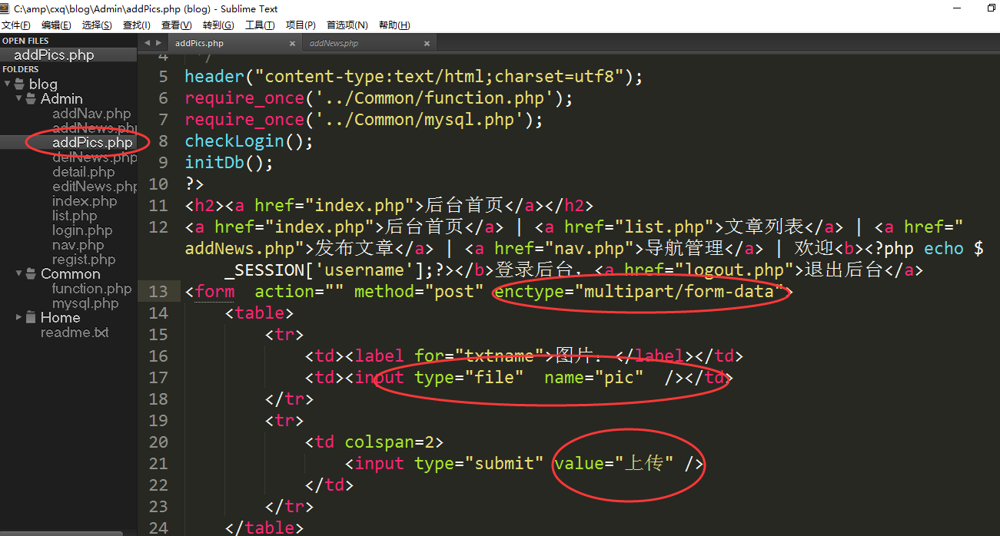 C:\amp\cxq\blog\Admin\addPics.php (blog) - Sublime Text
文件(F) 编辑(E) 选择(S) 查找(I) 查看(V) 转到(G) 工具(T) 项目(P) 首选项(N) 帮助(H)
OPEN FILES
addPics.php
FOLDERS
blog
Admin
addNav.php
addNews.php
addPics.php
delNews.php
detail.php
editNews.php
index.php
list.php
login.php
nav.php
regist.php
Common
function.php
mysql.php
Home
readme.txt
addPics.php × addNews.php ×
4 */
5 header("content-type:text/html;charset=utf8");
6 require_once('../Common/function.php');
7 require_once('../Common/mysql.php');
8 checkLogin();
9 initDb();
10 ?>
11 <h2><a href="index.php">后台首页</a></h2>
12 <a href="index.php">后台首页</a> | <a href="list.php">文章列表</a> | <a href="
addNews.php">发布文章</a> | <a href="nav.php">导航管理</a> | 欢迎<b><?php echo $
_SESSION['username'];?></b>登录后台，<a href="logout.php">退出后台</a>
13 <form  action="" method="post" enctype="multipart/form-data">
14 <table>
15 <tr>
16 <td><label for="txtname">图片：</label></td>
17 <td><input type="file"  name="pic"  /></td>
18 </tr>
19 <tr>
20 <td colspan=2>
21 <input type="submit" value="上传" />
22 </td>
23 </tr>
24 </table>